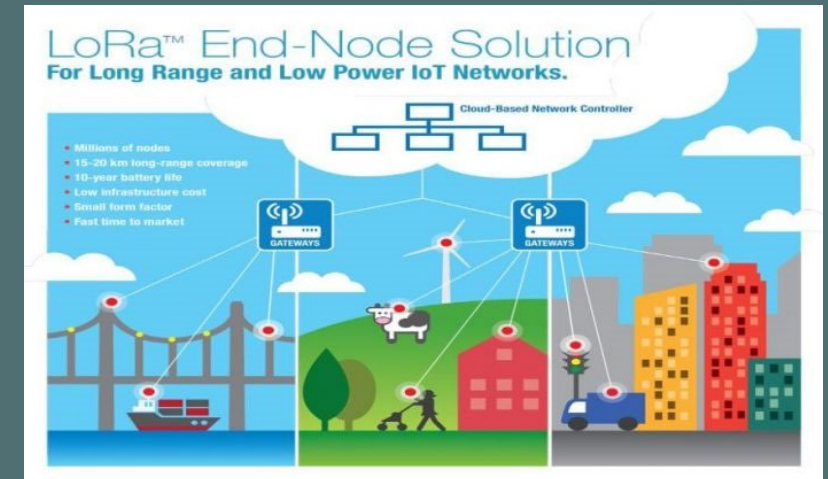 LoRa™ End-Node Solution
For Long Range and Low Power IoT Networks.
Cloud-Based Network Controller
• Millions of nodes
• 15-20 km long-range coverage
• 10-year battery life
• Low infrastructure cost
• Small form factor
• Fast time to market
GATEWAYS
GATEWAYS